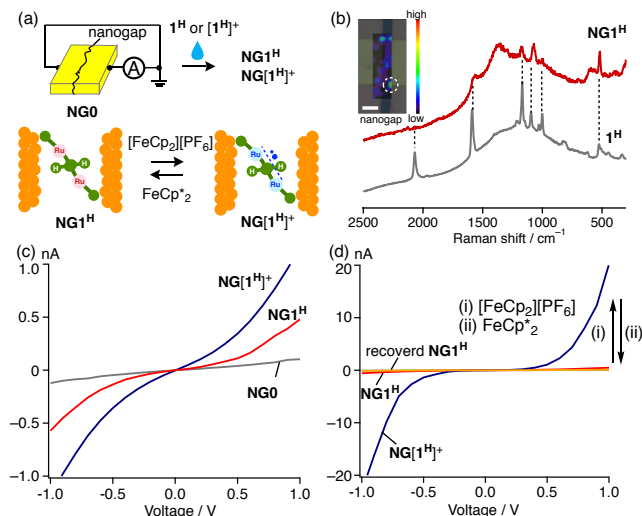 (a)
nanogap
1ᴴ or [1ᴴ]⁺
A
NG0
NG1ᴴ
NG[1ᴴ]⁺
Ru
H H
Ru
NG1ᴴ
[FeCp₂][PF₆]
FeCp*₂
Ru
H H
Ru
NG[1ᴴ]⁺
(b)
high
low
nanogap
NG1ᴴ
1ᴴ
2500 2000 1500 1000 500
Raman shift / cm⁻¹
(c) nA
1.0
0.5
0
−0.5
−1.0
NG[1ᴴ]⁺
NG1ᴴ
NG0
-1.0 -0.5 0.0 0.5 1.0
Voltage / V
(d) nA
20
10
0
−10
−20
(i) [FeCp₂][PF₆]
(ii) FeCp*₂
(i) (ii)
recoverd NG1ᴴ
NG1ᴴ
NG[1ᴴ]⁺
-1.0 -0.5 0.0 0.5 1.0
Voltage / V